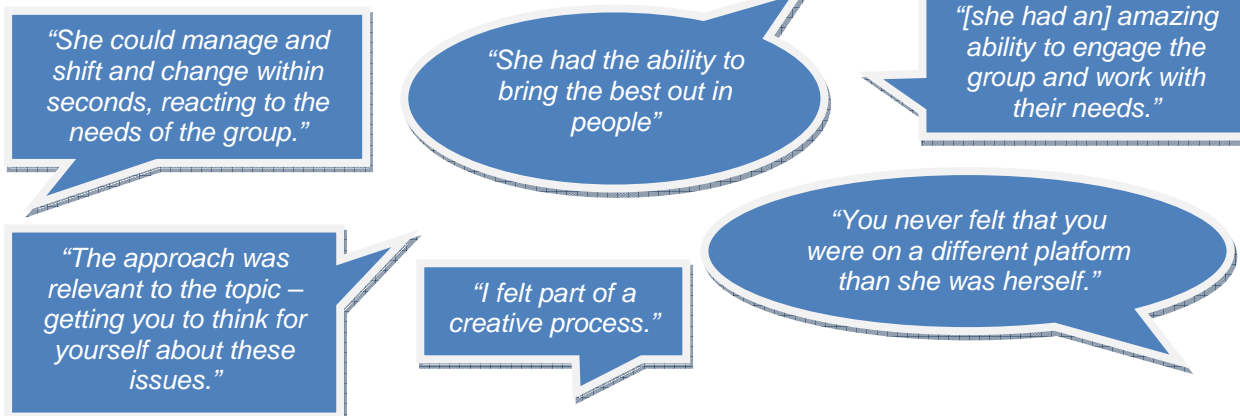 “She could manage and
shift and change within
seconds, reacting to the
needs of the group.”
“She had the ability to
bring the best out in
people”
“[she had an] amazing
ability to engage the
group and work with
their needs.”
“The approach was
relevant to the topic –
getting you to think for
yourself about these
issues.”
“I felt part of a
creative process.”
“You never felt that you
were on a different platform
than she was herself.”